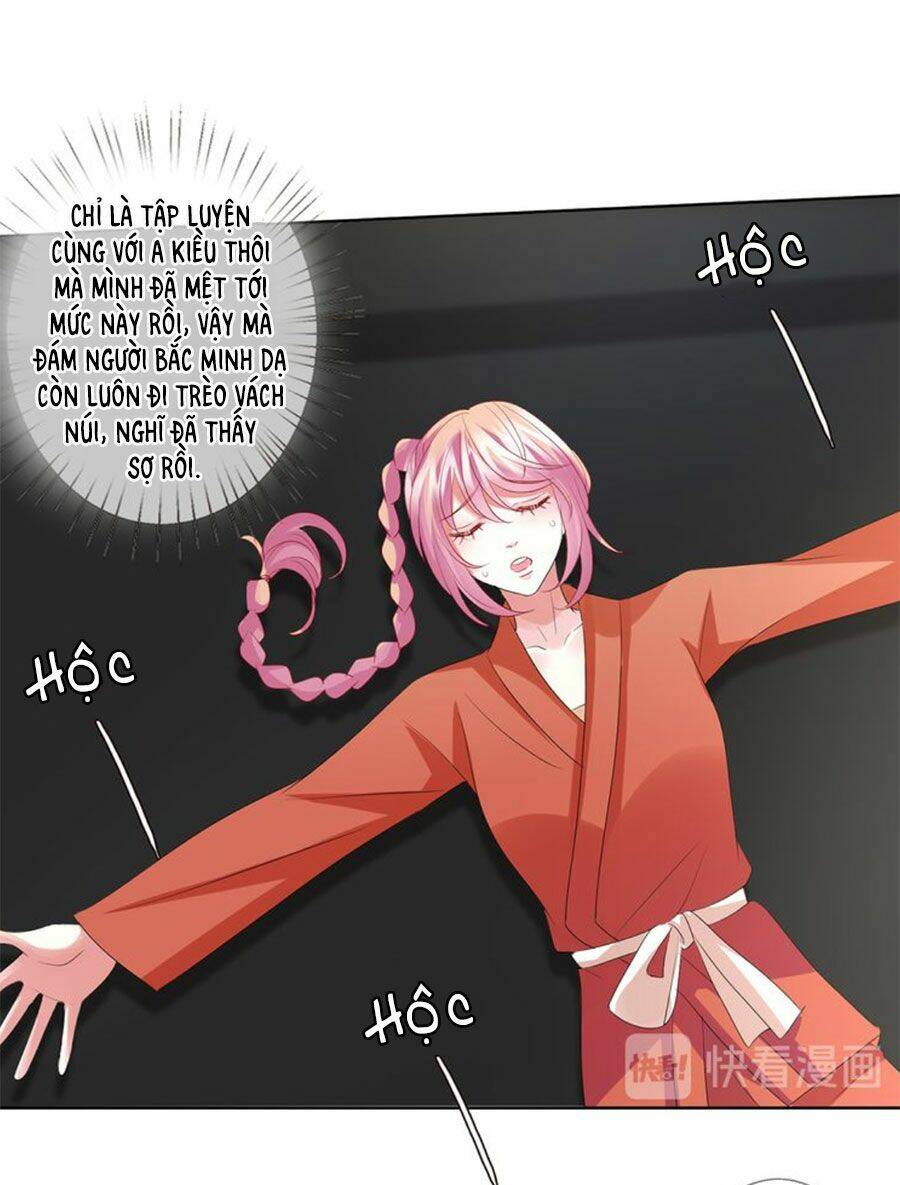 CHỈ LÀ TẬP LUYỆN
CÙNG VỚI A KIỀU THÔI
MÀ MÌNH ĐÃ MỆT TỚI
MỨC NÀY RỒI, VẬY MÀ
ĐÁM NGƯỜI BẮC MINH DẠ
CÒN LUÔN ĐI TRÈO VÁCH
NÚI, NGHĨ ĐÃ THẤY
SỢ RỒI.
HỘC
HỘC
HỘC
快看! 快看漫画